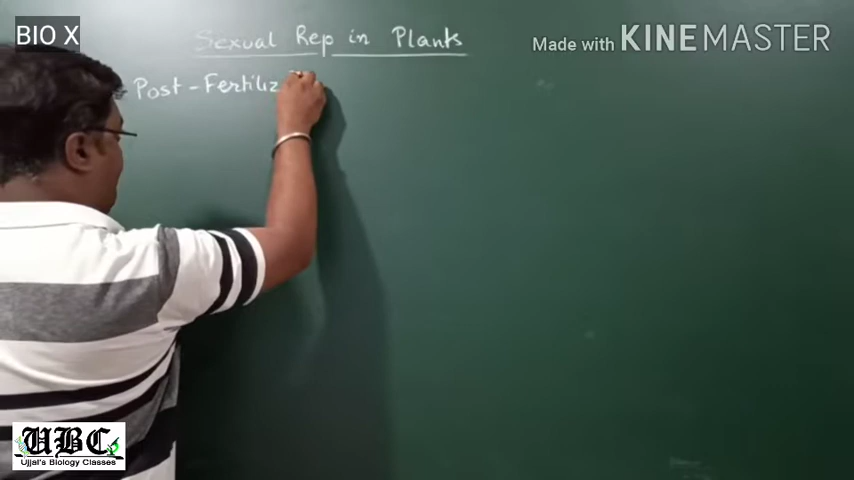 BIO X
Sexual Rep in Plants
Made with KINEMASTER
Post-Fertiliz
UBC
Ujjal's Biology Classes